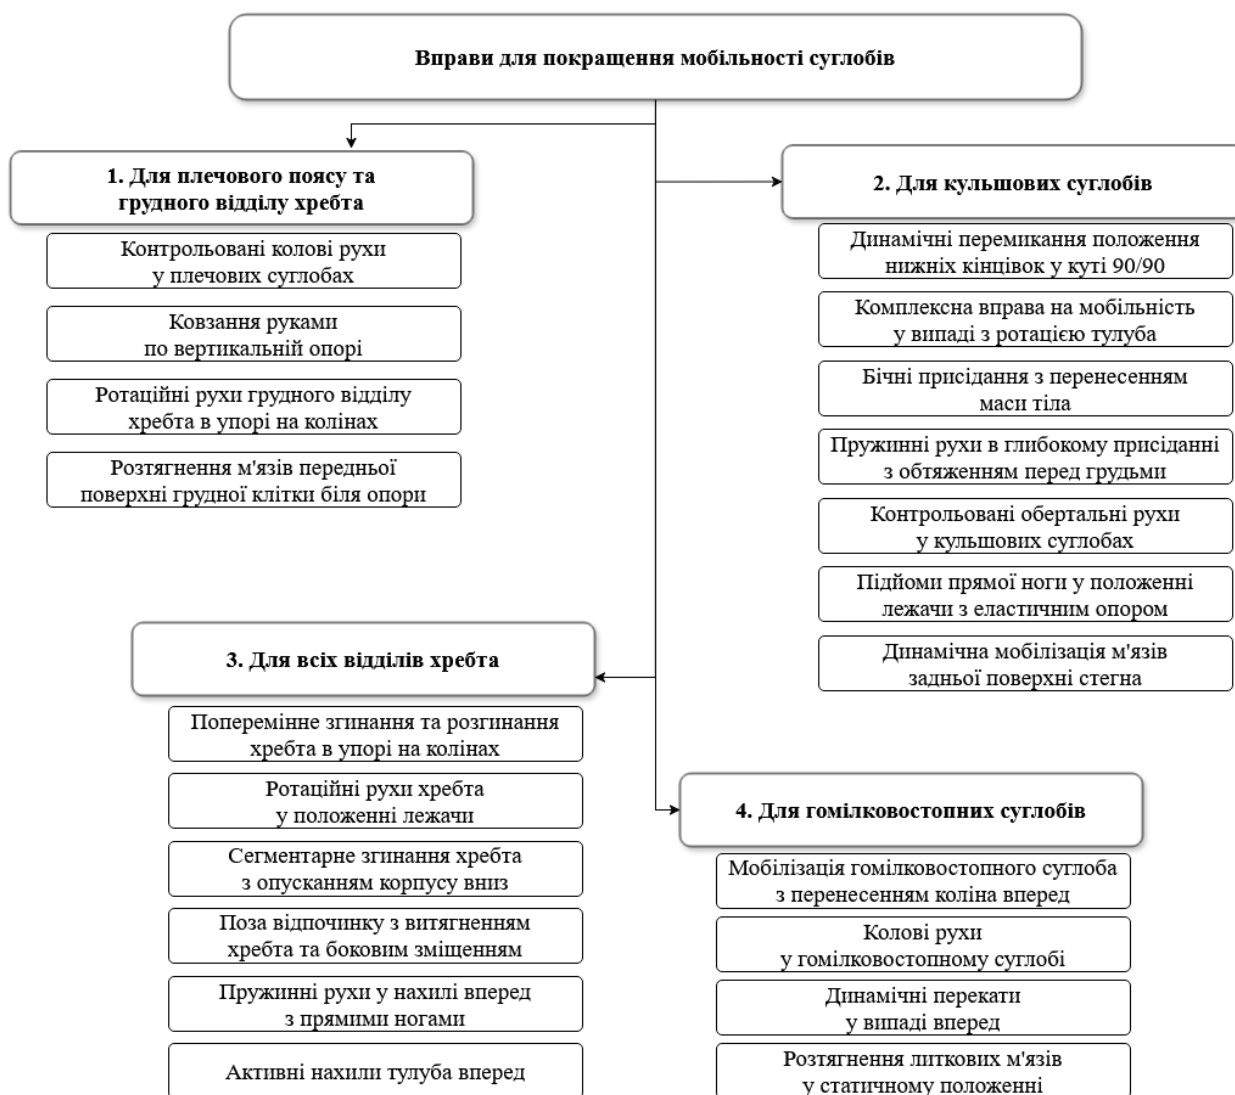 Вправи для покращення мобільності суглобів
1. Для плечового поясу та
грудного відділу хребта
Контрольовані колові рухи
у плечових суглобах
Ковзання руками
по вертикальній опорі
Ротаційні рухи грудного відділу
хребта в упорі на колінах
Розтягнення м'язів передньої
поверхні грудної клітки біля опори
2. Для кульшових суглобів
Динамічні перемикання положення
нижніх кінцівок у куті 90/90
Комплексна вправа на мобільність
у випаді з ротацією тулуба
Бічні присідання з перенесенням
маси тіла
Пружинні рухи в глибокому присіданні
з обтяженням перед грудьми
Контрольовані обертальні рухи
у кульшових суглобах
Підйоми прямої ноги у положенні
лежачи з еластичним опором
Динамічна мобілізація м'язів
задньої поверхні стегна
3. Для всіх відділів хребта
Поперемінне згинання та розгинання
хребта в упорі на колінах
Ротаційні рухи хребта
у положенні лежачи
Сегментарне згинання хребта
з опусканням корпусу вниз
Поза відпочинку з витягненням
хребта та боковим зміщенням
Пружинні рухи у нахилі вперед
з прямими ногами
Активні нахили тулуба вперед
4. Для гомілковостопних суглобів
Мобілізація гомілковостопного суглоба
з перенесенням коліна вперед
Колові рухи
у гомілковостопному суглобі
Динамічні перекати
у випаді вперед
Розтягнення литкових м'язів
у статичному положенні